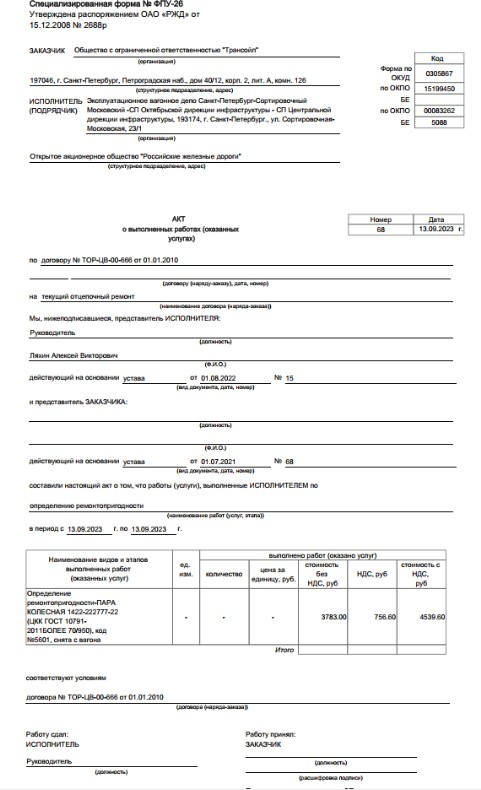 Специализированная форма № ФПУ-26
Утверждена распоряжением ОАО «РЖД» от
15.12.2008 № 2688р
ЗАКАЗЧИК Общество с ограниченной ответственностью "Трансойл"
(организация)
197046, г. Санкт-Петербург, Петроградская наб., дом 40/12, корп. 2, лит. А, комн. 126
(структурное подразделение, адрес)
ИСПОЛНИТЕЛЬ (ПОДРЯДЧИК) Эксплуатационное вагонное депо Санкт-Петербург-Сортировочный
Московский -СП Октябрьской дирекции инфраструктуры - СП Центральной
дирекции инфраструктуры, 193174, г. Санкт-Петербург., ул. Сортировочная-
Московская, 23/1
(организация)
Открытое акционерное общество "Российские железные дороги"
(структурное подразделение, адрес)
Код
Форма по ОКУД 0305867
по ОКПО 15199450
БЕ
по ОКПО 00083262
БЕ 5088
АКТ
о выполненных работах (оказанных
услугах)
Номер Дата
68 13.09.2023 г.
по договору № ТОР-ЦВ-00-666 от 01.01.2010
(договору (наряду-заказу), дата, номер)
на текущий отцепочный ремонт
(наименование договора (наряда-заказа))
Мы, нижеподписавшиеся, представитель ИСПОЛНИТЕЛЯ:
Руководитель
(должность)
Ляхин Алексей Викторович
(Ф.И.О.)
действующий на основании устава от 01.08.2022 № 15
(вид документа, дата, номер)
и представитель ЗАКАЗЧИКА:
(должность)
(Ф.И.О.)
действующий на основании устава от 01.07.2021 № 68
(вид документа, дата, номер)
составили настоящий акт о том, что работы (услуги), выполненные ИСПОЛНИТЕЛЕМ по
определению ремонтопригодности
(наименование работ (услуг, этапа))
в период с 13.09.2023 г. по 13.09.2023 г.
Наименование видов и этапов
выполненных работ
(оказанных услуг)
ед.
изм.
выполнено работ (оказано услуг)
количество
цена за
единицу, руб.
стоимость
без
НДС, руб
НДС, руб
стоимость с
НДС,
руб
Определение
ремонтопригодности-ПАРА
КОЛЕСНАЯ 1422-222777-22
(ЦКК ГОСТ 10791-
2011БОЛЕЕ 70/950), код
№5601, снята с вагона
- - - 3783.00 756.60 4539.60
Итого
соответствуют условиям
договора № ТОР-ЦВ-00-666 от 01.01.2010
(договора (наряда-заказа))
Работу сдал:
ИСПОЛНИТЕЛЬ
Руководитель
(должность)
Работу принял:
ЗАКАЗЧИК
(должность)
(расшифровка подписи)